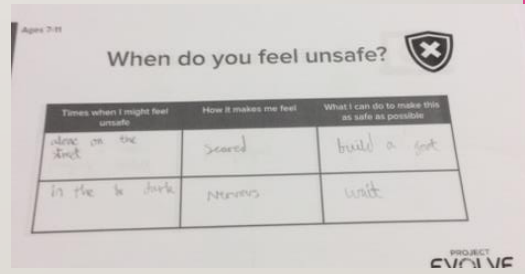 Ages 7-11
When do you feel unsafe?
Times when I might feel unsafe
How it makes me feel
What I can do to make this as safe as possible
alone on the
street
scared
build a fort
in the dark
Nervous
wait
PROJECT
EVOLVE